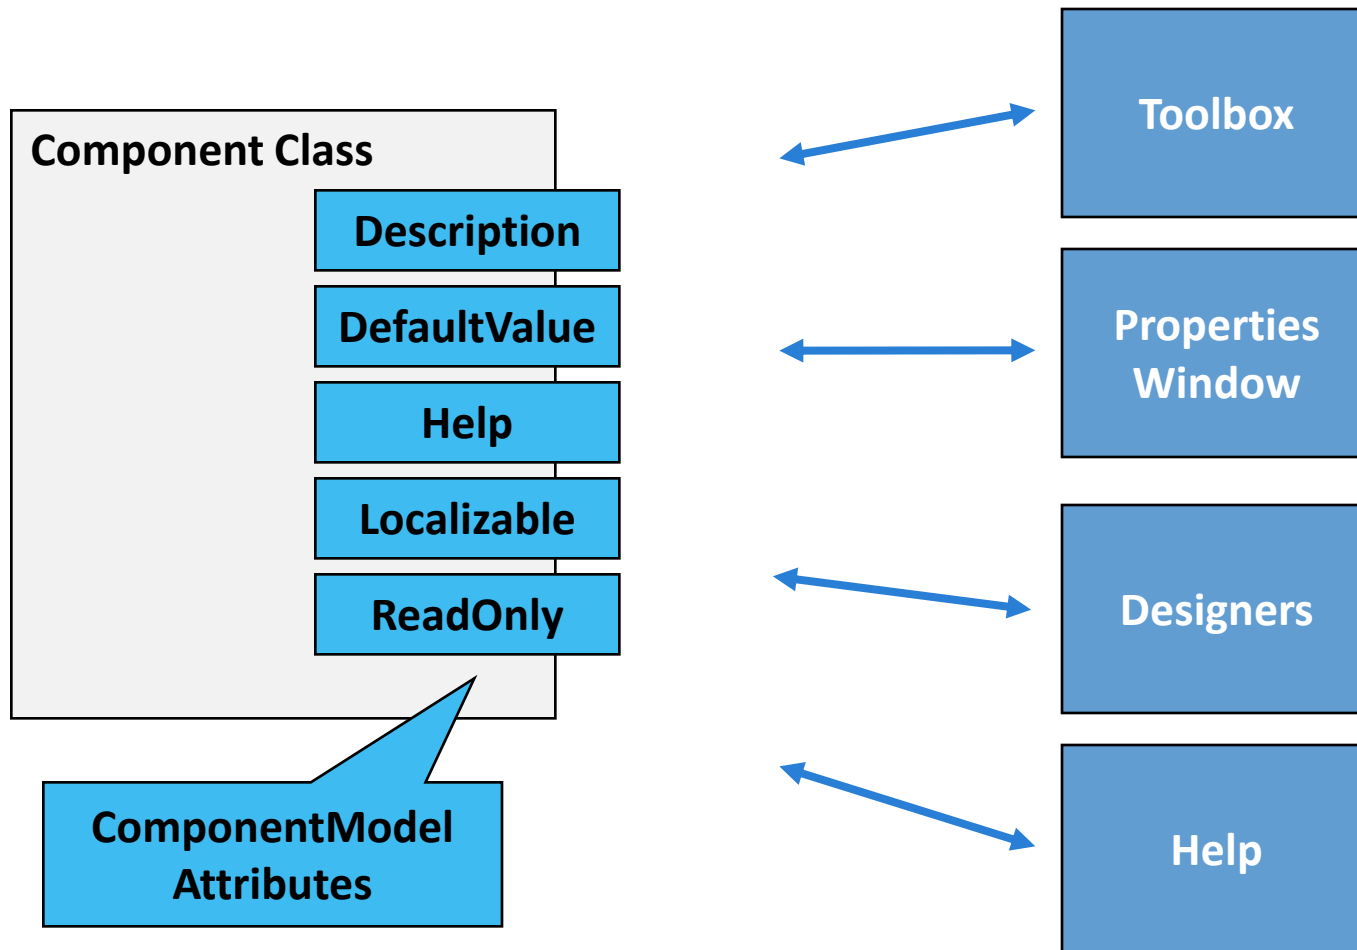 Component Class
Description
DefaultValue
Help
Localizable
ReadOnly
ComponentModel
Attributes
Toolbox
Properties
Window
Designers
Help